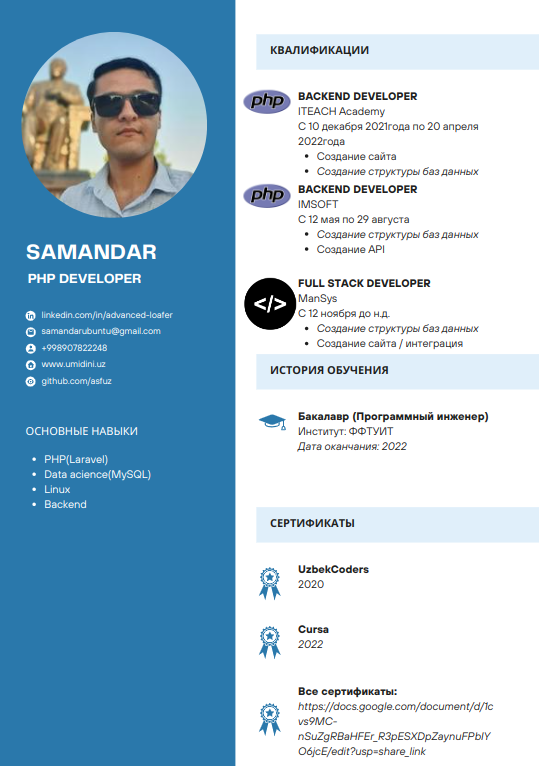 SAMANDAR
PHP DEVELOPER
linkedin.com/in/advanced-loafer
samandarubuntu@gmail.com
+998907822248
www.umidini.uz
github.com/asfuz
ОСНОВНЫЕ НАВЫКИ
• PHP(Laravel)
• Data acience(MySQL)
• Linux
• Backend
КВАЛИФИКАЦИИ
php
BACKEND DEVELOPER
ITEACH Academy
С 10 декабря 2021года по 20 апреля
2022года
• Создание сайта
• Создание структуры баз данных
php
BACKEND DEVELOPER
IMSOFT
С 12 мая по 29 августа
• Создание структуры баз данных
• Создание API
</>
FULL STACK DEVELOPER
ManSys
С 12 ноября до н.д.
• Создание структуры баз данных
• Создание сайта / интеграция
ИСТОРИЯ ОБУЧЕНИЯ
Бакалавр (Программный инженер)
Институт: ФФТУИТ
Дата оканчания: 2022
СЕРТИФИКАТЫ
UzbekCoders
2020
Cursa
2022
Все сертификаты:
https://docs.google.com/document/d/1c
vs9MC-
nSuZgRBaHFEr_R3pESXDpZaynuFPblY
O6jcE/edit?usp=share_link